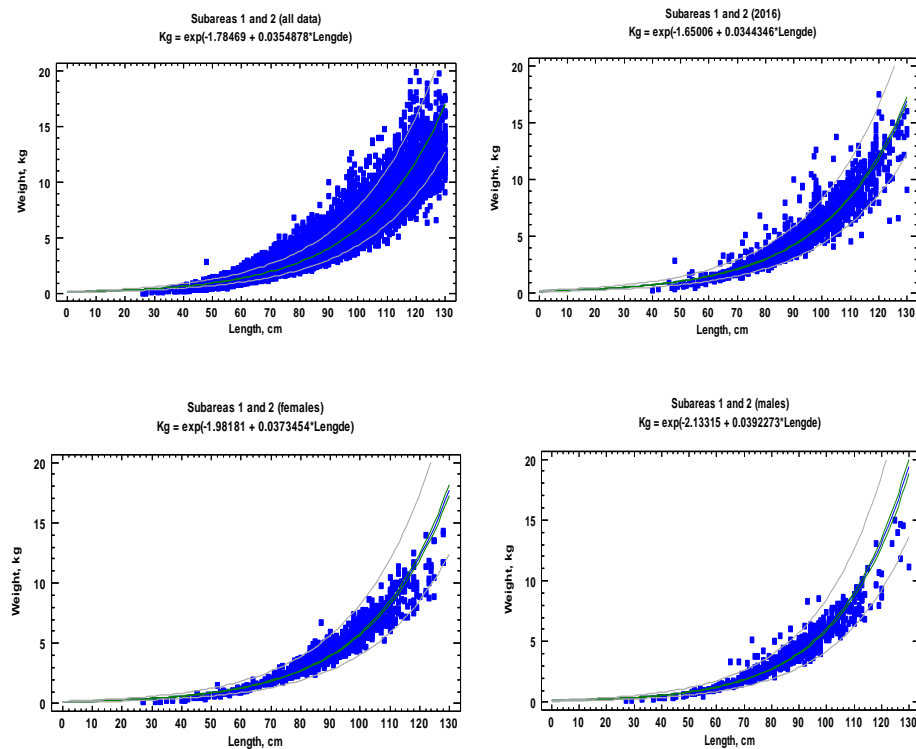 Subareas 1 and 2 (all data)
Kg = exp(-1.78469 + 0.0354878*Lengde)
Weight, kg
20
15
10
5
0
0 10 20 30 40 50 60 70 80 90 100 110 120 130
Length, cm
Subareas 1 and 2 (2016)
Kg = exp(-1.65006 + 0.0344346*Lengde)
Weight, kg
20
15
10
5
0
0 10 20 30 40 50 60 70 80 90 100 110 120 130
Length, cm
Subareas 1 and 2 (females)
Kg = exp(-1.98181 + 0.0373454*Lengde)
Weight, kg
20
15
10
5
0
0 10 20 30 40 50 60 70 80 90 100 110 120 130
Length, cm
Subareas 1 and 2 (males)
Kg = exp(-2.13315 + 0.0392273*Lengde)
Weight, kg
20
15
10
5
0
0 10 20 30 40 50 60 70 80 90 100 110 120 130
Length, cm